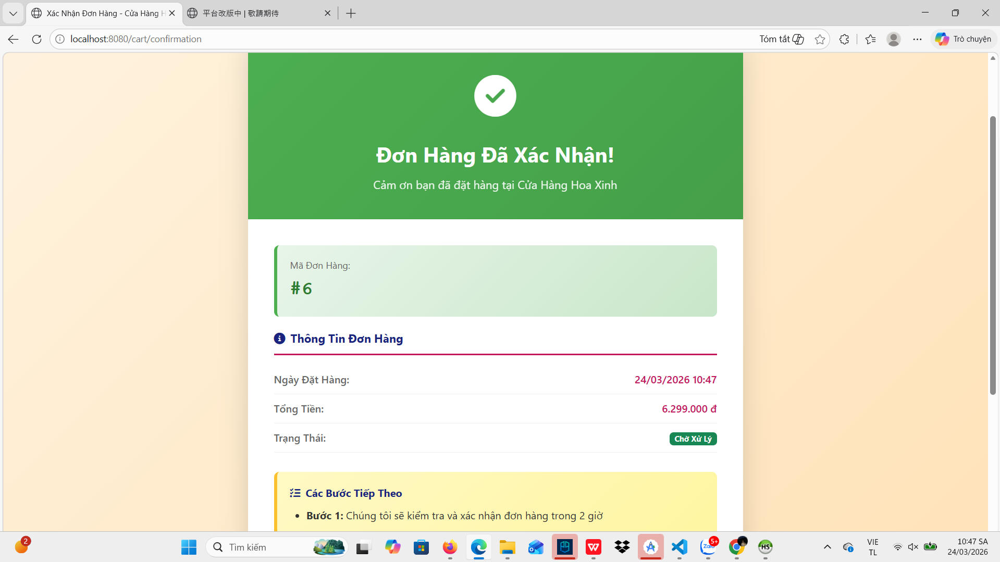 Xác Nhận Đơn Hàng - Cửa Hàng H
平台改版中 | 敬請期待
localhost:8080/cart/confirmation
Tóm tắt
Trò chuyện
Đơn Hàng Đã Xác Nhận!
Cảm ơn bạn đã đặt hàng tại Cửa Hàng Hoa Xinh
Mã Đơn Hàng:
#6
Thông Tin Đơn Hàng
Ngày Đặt Hàng: 24/03/2026 10:47
Tổng Tiền: 6.299.000 đ
Trạng Thái: Chờ Xử Lý
Các Bước Tiếp Theo
• Bước 1: Chúng tôi sẽ kiểm tra và xác nhận đơn hàng trong 2 giờ
2
Tìm kiếm
Zalo
5+
HS
VIE
TL
10:47 SA
24/03/2026